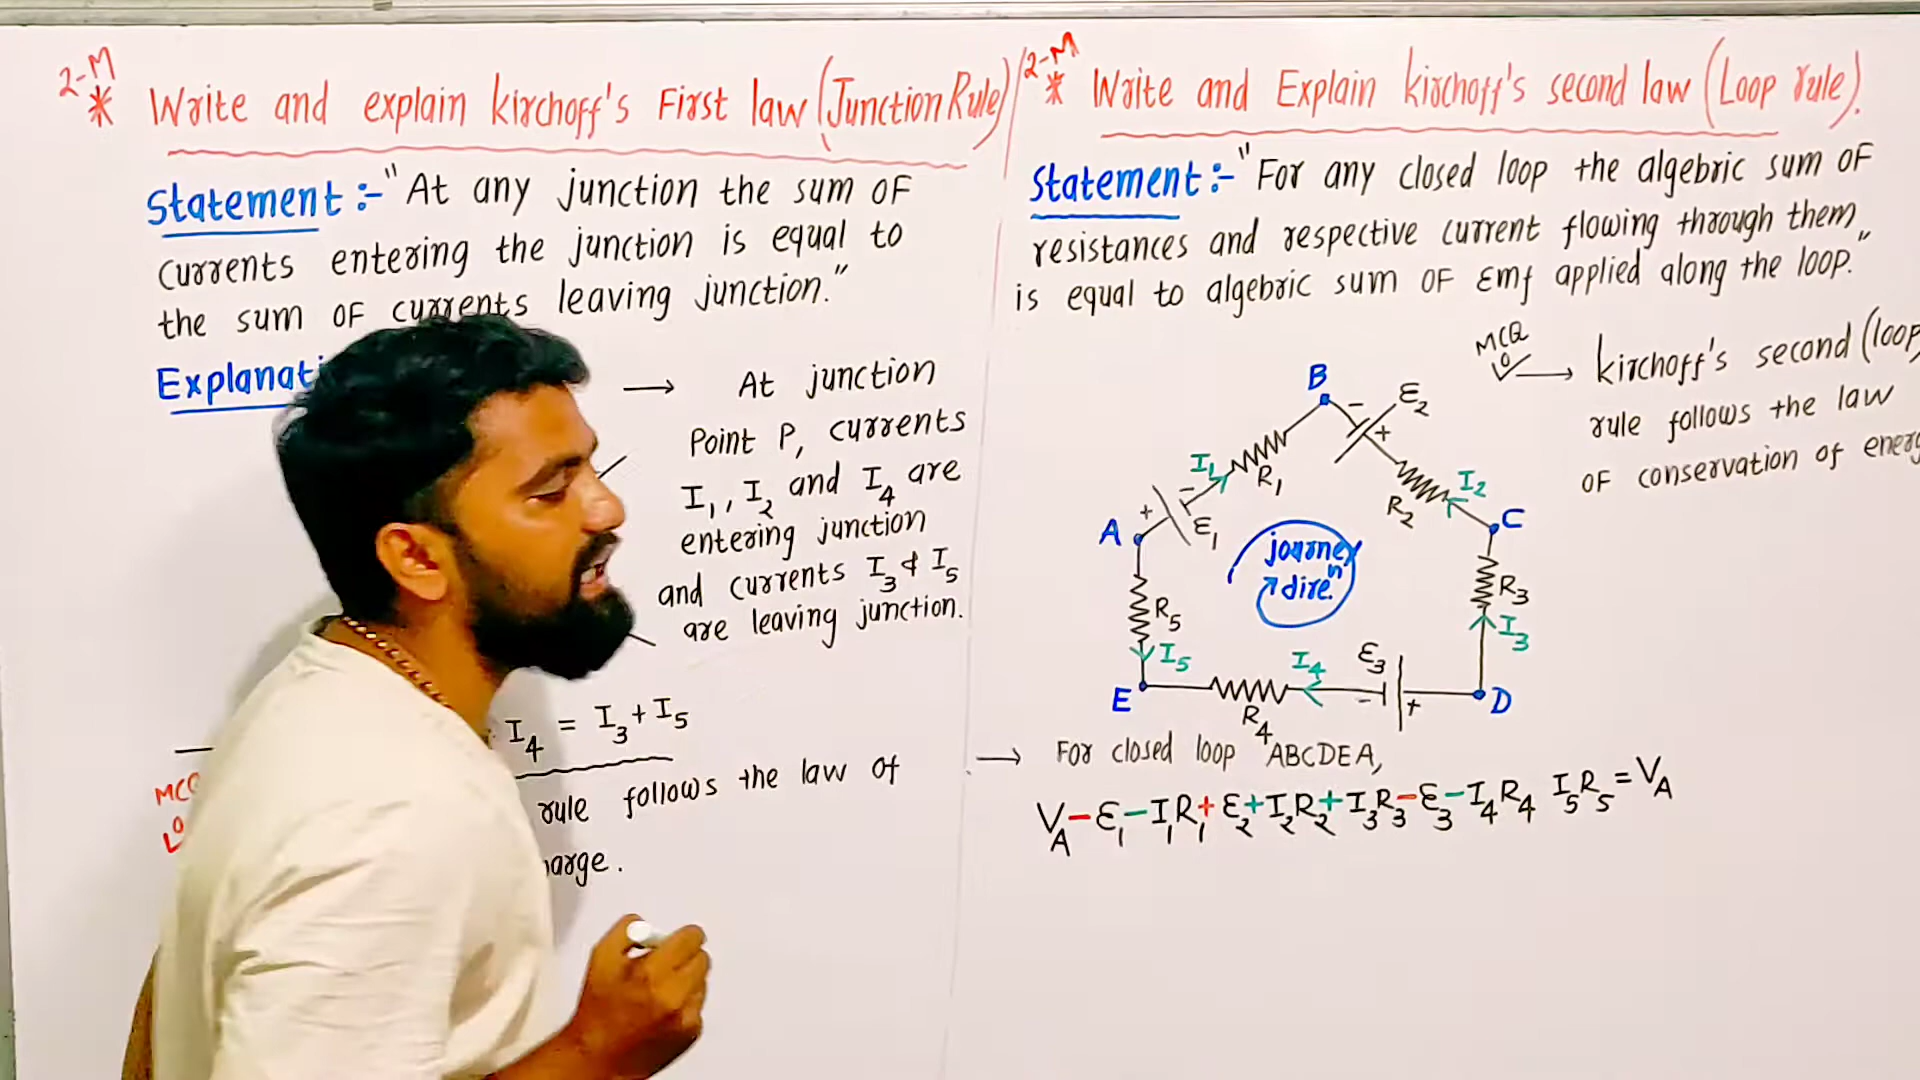 2-M
* Write and explain kirchoff's First law (Junction Rule)
Statement :- "At any junction the sum of
currents entering the junction is equal to
the sum of currents leaving junction."
Explanati
→ At junction
Point P, currents
I₁, I₂ and I₄ are
entering junction
and currents I₃ & I₅
are leaving junction.
I₄ = I₃ + I₅
MCQ
rule follows the law of
harge.
2-M
* Write and Explain kirchoff's second law (Loop rule).
Statement :- "For any closed loop the algebric sum of
resistances and respective current flowing through them
is equal to algebric sum of Emf applied along the loop."
MCQ
→ kirchoff's second (loop
rule follows the law
of conservation of energ
B
- ε₂
+
I₁ R₁
R₂ I₂
A + - ε₁
C
journey
direⁿ.
R₅ R₃
I₅ I₄ ε₃ I₃
E R₄ - + D
→ For closed loop ABCDEA,
V_A - ε₁ - I₁R₁ + ε₂ + I₂R₂ + I₃R₃ - ε₃ - I₄R₄ I₅R₅ = V_A